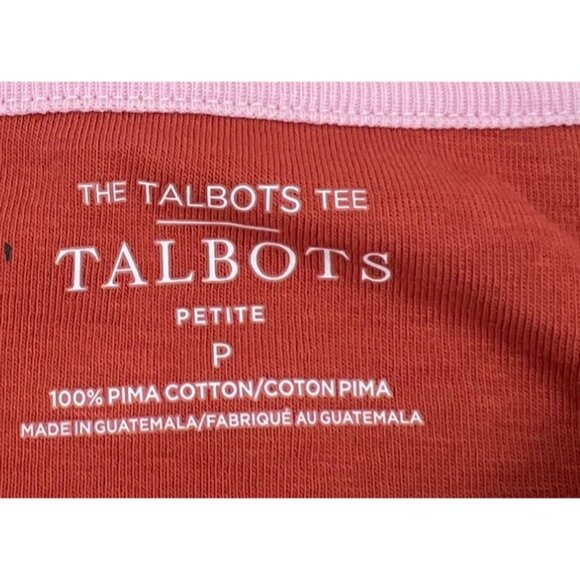 THE TALBOTS TEE
TALBOTS
PETITE
P
100% PIMA COTTON/COTON PIMA
MADE IN GUATEMALA/FABRIQUÉ AU GUATEMALA